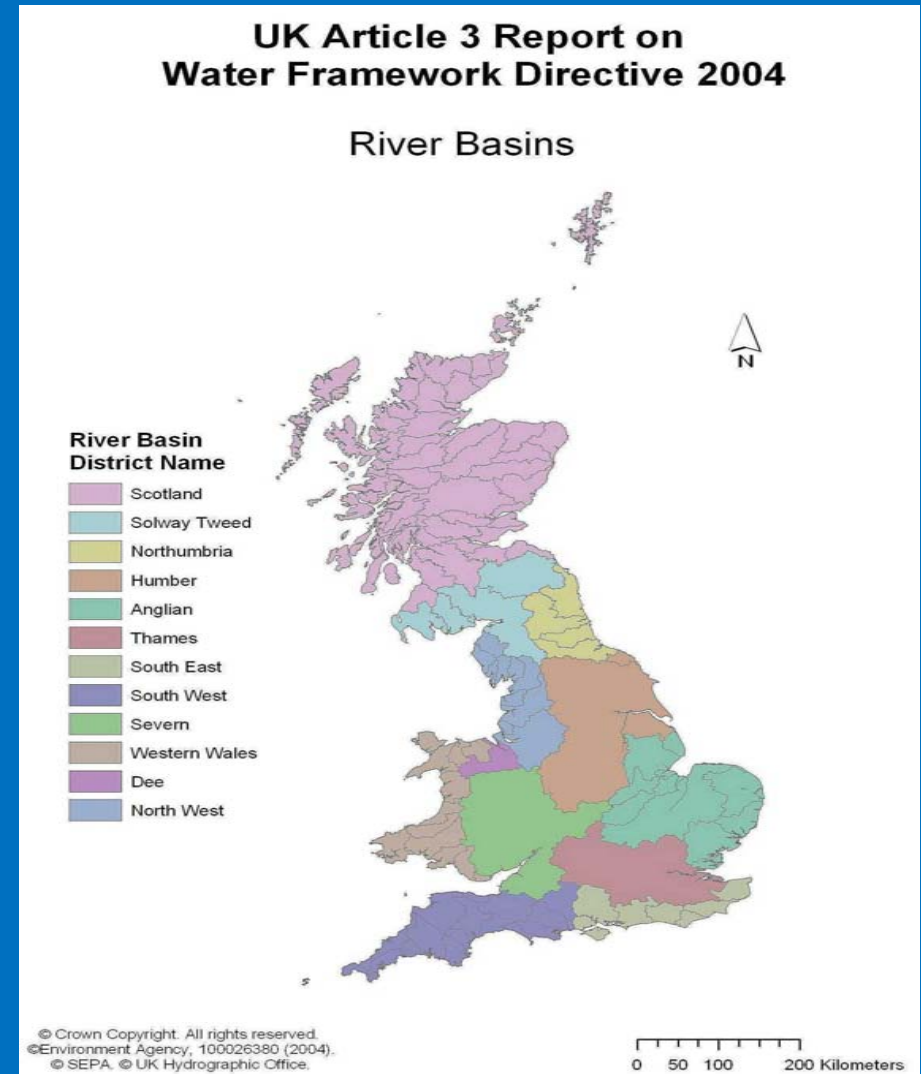 UK Article 3 Report on
Water Framework Directive 2004
River Basins
N
River Basin
District Name
Scotland
Solway Tweed
Northumbria
Humber
Anglian
Thames
South East
South West
Severn
Western Wales
Dee
North West
© Crown Copyright. All rights reserved.
©Environment Agency, 100026380 (2004).
© SEPA. © UK Hydrographic Office.
0 50 100 200 Kilometers